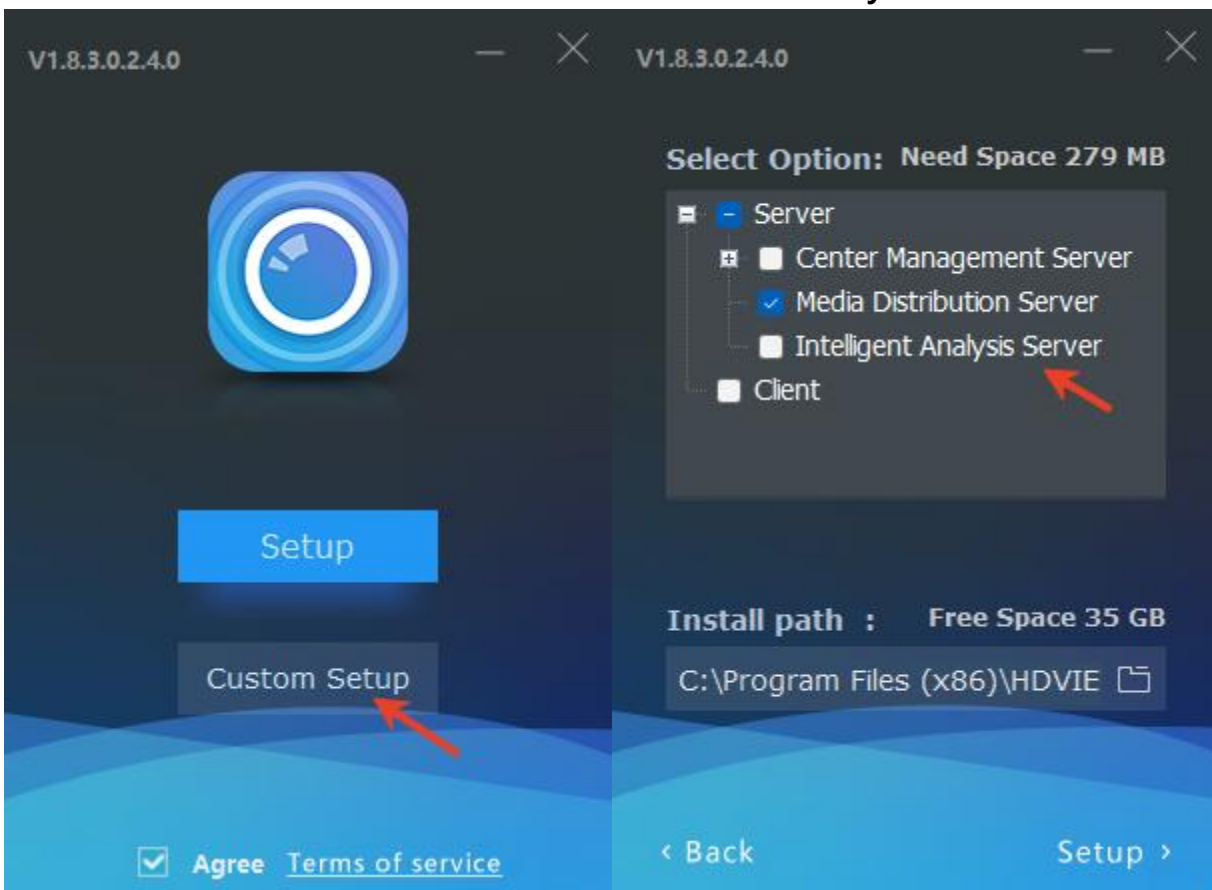 V1.8.3.0.2.4.0
Setup
Custom Setup
Agree Terms of service
V1.8.3.0.2.4.0
Select Option: Need Space 279 MB
Server
Center Management Server
Media Distribution Server
Intelligent Analysis Server
Client
Install path : Free Space 35 GB
C:\Program Files (x86)\HDVIE
< Back
Setup >